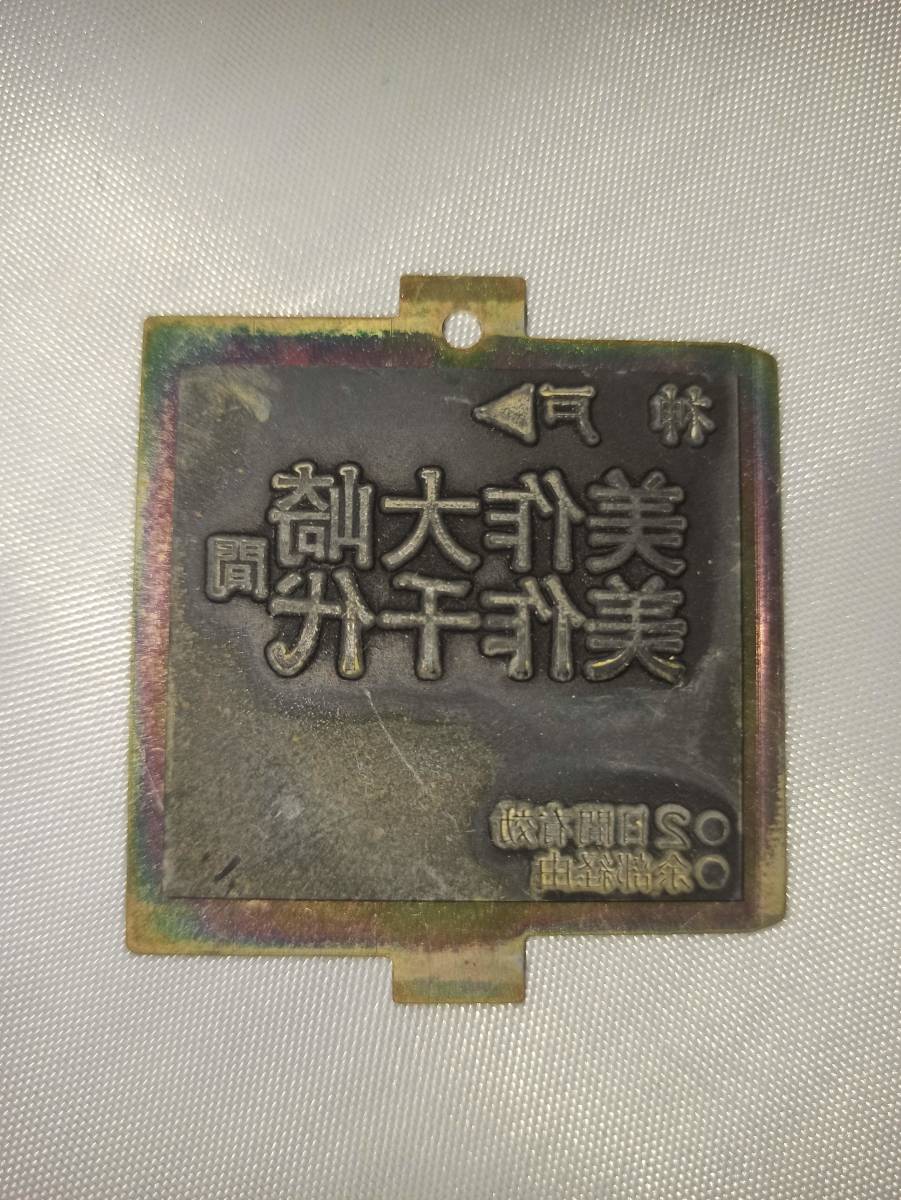 神戸▶
美作大崎
美作千代間
○2日間有効
○余部経由